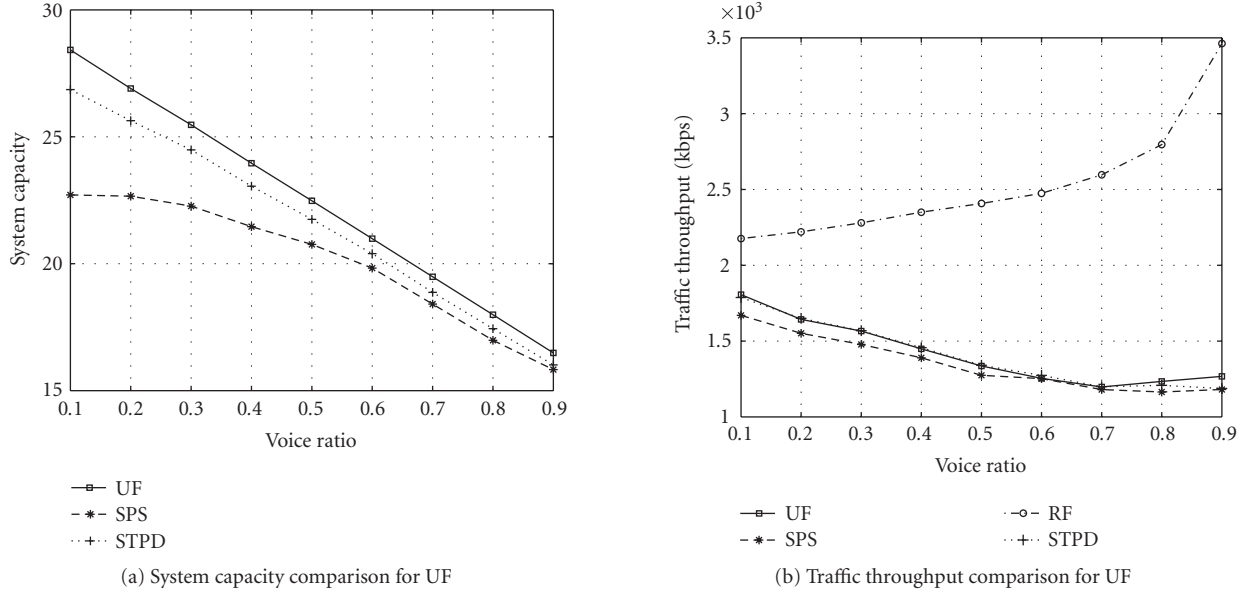 30
25
20
15
System capacity
0.1 0.2 0.3 0.4 0.5 0.6 0.7 0.8 0.9
Voice ratio
UF
SPS
STPD
(a) System capacity comparison for UF
×10³
3.5
3
2.5
2
1.5
1
Traffic throughput (kbps)
0.1 0.2 0.3 0.4 0.5 0.6 0.7 0.8 0.9
Voice ratio
UF RF
SPS STPD
(b) Traffic throughput comparison for UF